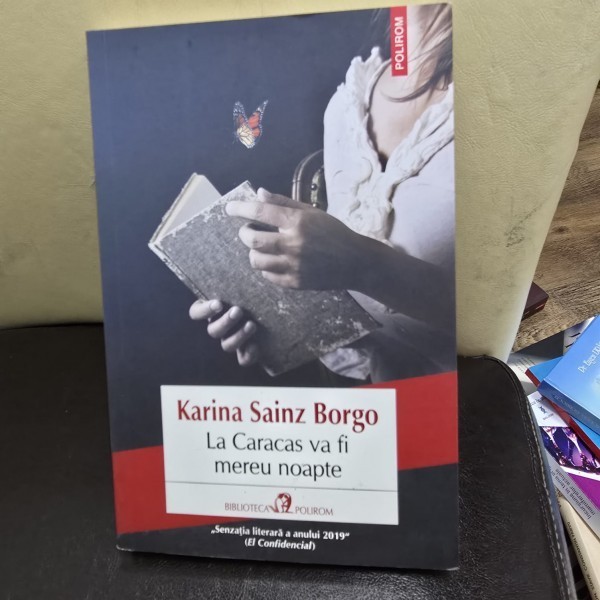 POLIROM
Karina Sainz Borgo
La Caracas va fi
mereu noapte
BIBLIOTECA POLIROM
„Senzația literară a anului 2019”
(El Confidencial)